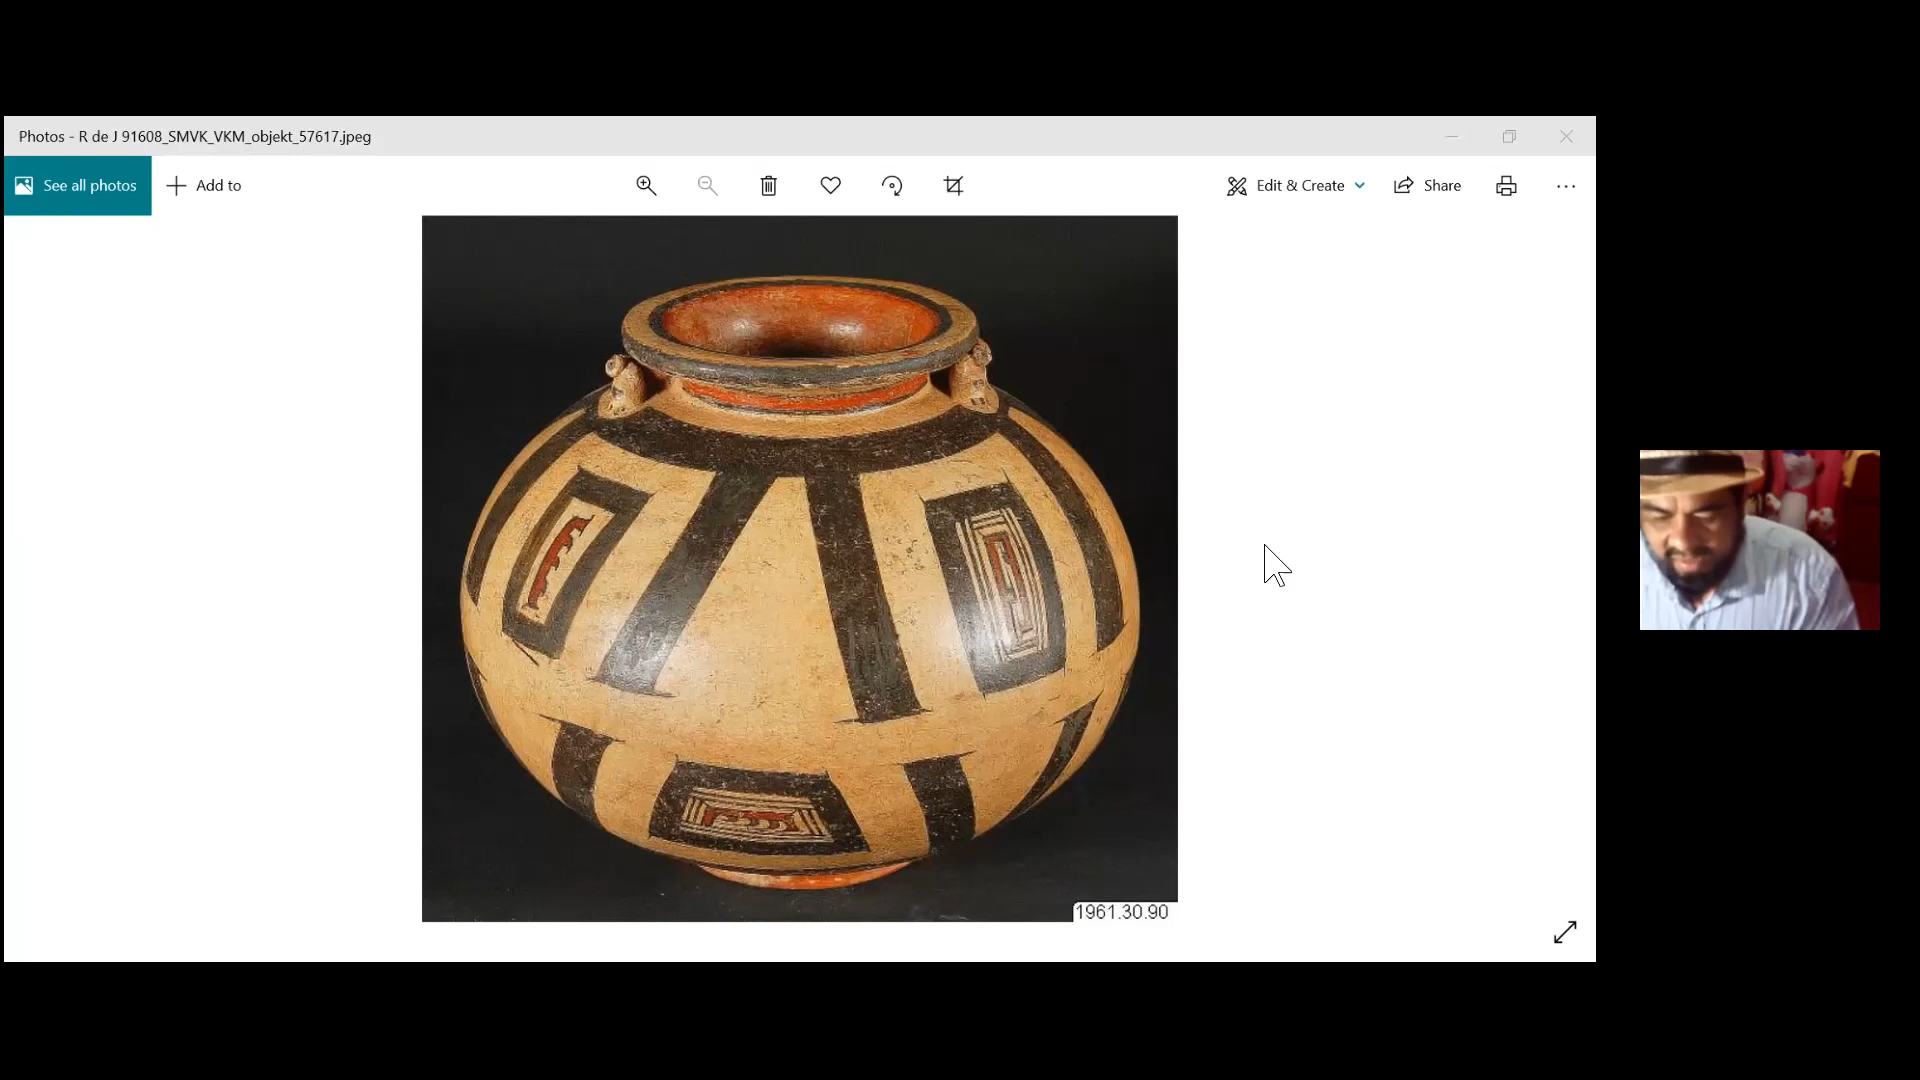 Photos - R de J 91608_SMVK_VKM_objekt_57617.jpeg
See all photos
Add to
Edit & Create
Share
1961.30.90